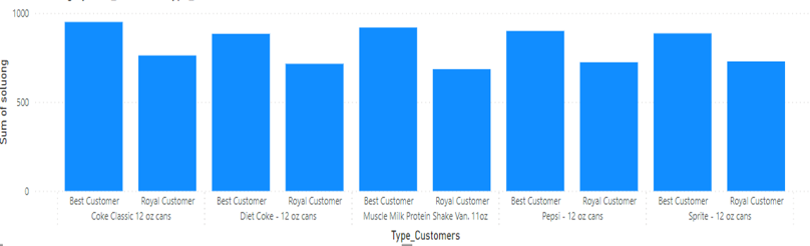 1000
500
0
Sum of soluong
Best Customer Royal Customer Best Customer Royal Customer Best Customer Royal Customer Best Customer Royal Customer Best Customer Royal Customer
Coke Classic 12 oz cans Diet Coke - 12 oz cans Muscle Milk Protein Shake Van. 11oz Pepsi - 12 oz cans Sprite - 12 oz cans
Type_Customers